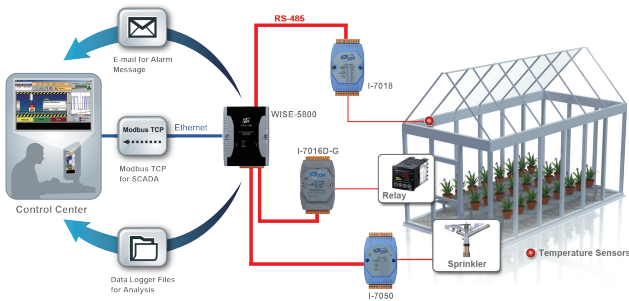 RS-485
E-mail for Alarm
Message
I-7018
WISE-5800
Modbus TCP
Ethernet
I-7016D-G
Modbus TCP
for SCADA
Relay
Control Center
Temperature Sensors
Sprinkler
Data Logger Files
for Analysis
I-7050